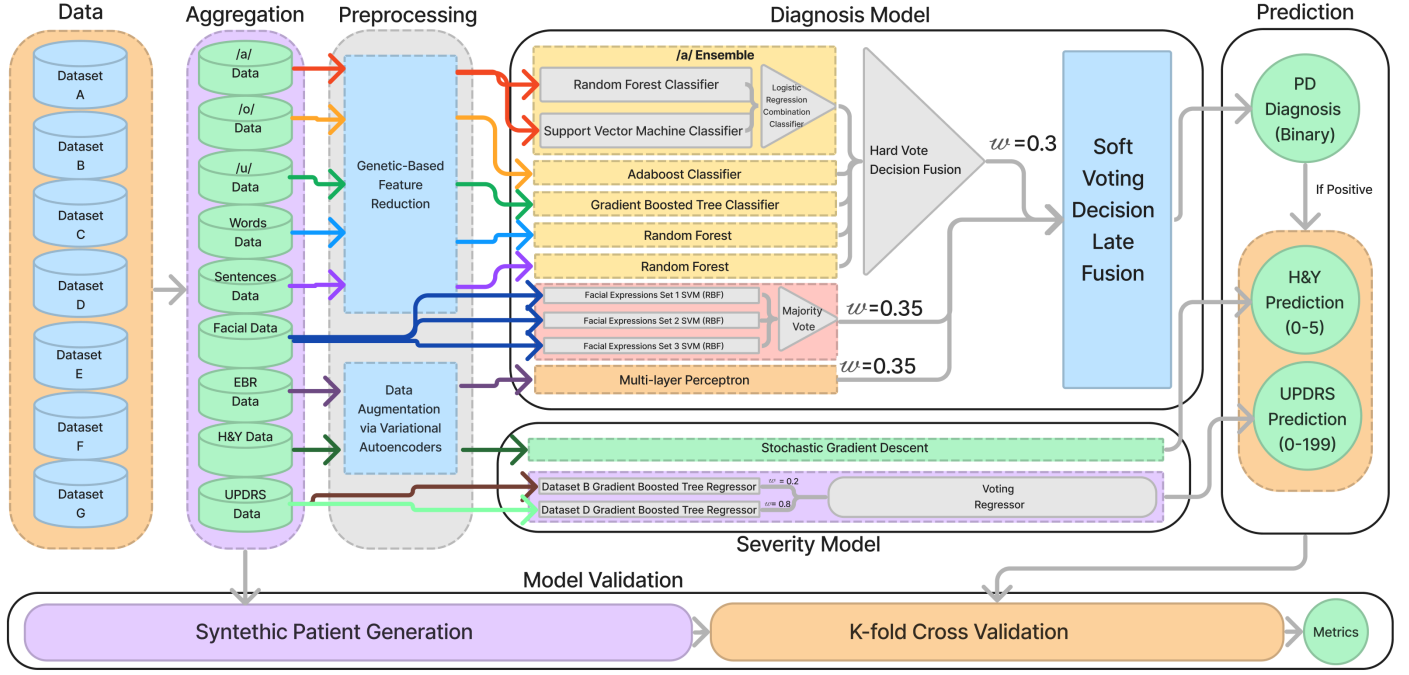 Data
Aggregation
Preprocessing
Diagnosis Model
Prediction
Dataset
A
Dataset
B
Dataset
C
Dataset
D
Dataset
E
Dataset
F
Dataset
G
/a/
Data
/o/
Data
/u/
Data
Words
Data
Sentences
Data
Facial Data
EBR
Data
H&Y Data
UPDRS
Data
Genetic-Based
Feature
Reduction
Data
Augmentation
via Variational
Autoencoders
/a/ Ensemble
Random Forest Classifier
Support Vector Machine Classifier
Logistic
Regression
Combination
Classifier
Adaboost Classifier
Gradient Boosted Tree Classifier
Random Forest
Random Forest
Facial Expressions Set 1 SVM (RBF)
Facial Expressions Set 2 SVM (RBF)
Facial Expressions Set 3 SVM (RBF)
Majority
Vote
Multi-layer Perceptron
Hard Vote
Decision Fusion
w=0.3
w=0.35
w=0.35
Soft
Voting
Decision
Late
Fusion
Stochastic Gradient Descent
Dataset B Gradient Boosted Tree Regressor
w = 0.2
Dataset D Gradient Boosted Tree Regressor
w= 0.8
Voting
Regressor
Severity Model
PD
Diagnosis
(Binary)
If Positive
H&Y
Prediction
(0-5)
UPDRS
Prediction
(0-199)
Model Validation
Syntethic Patient Generation
K-fold Cross Validation
Metrics